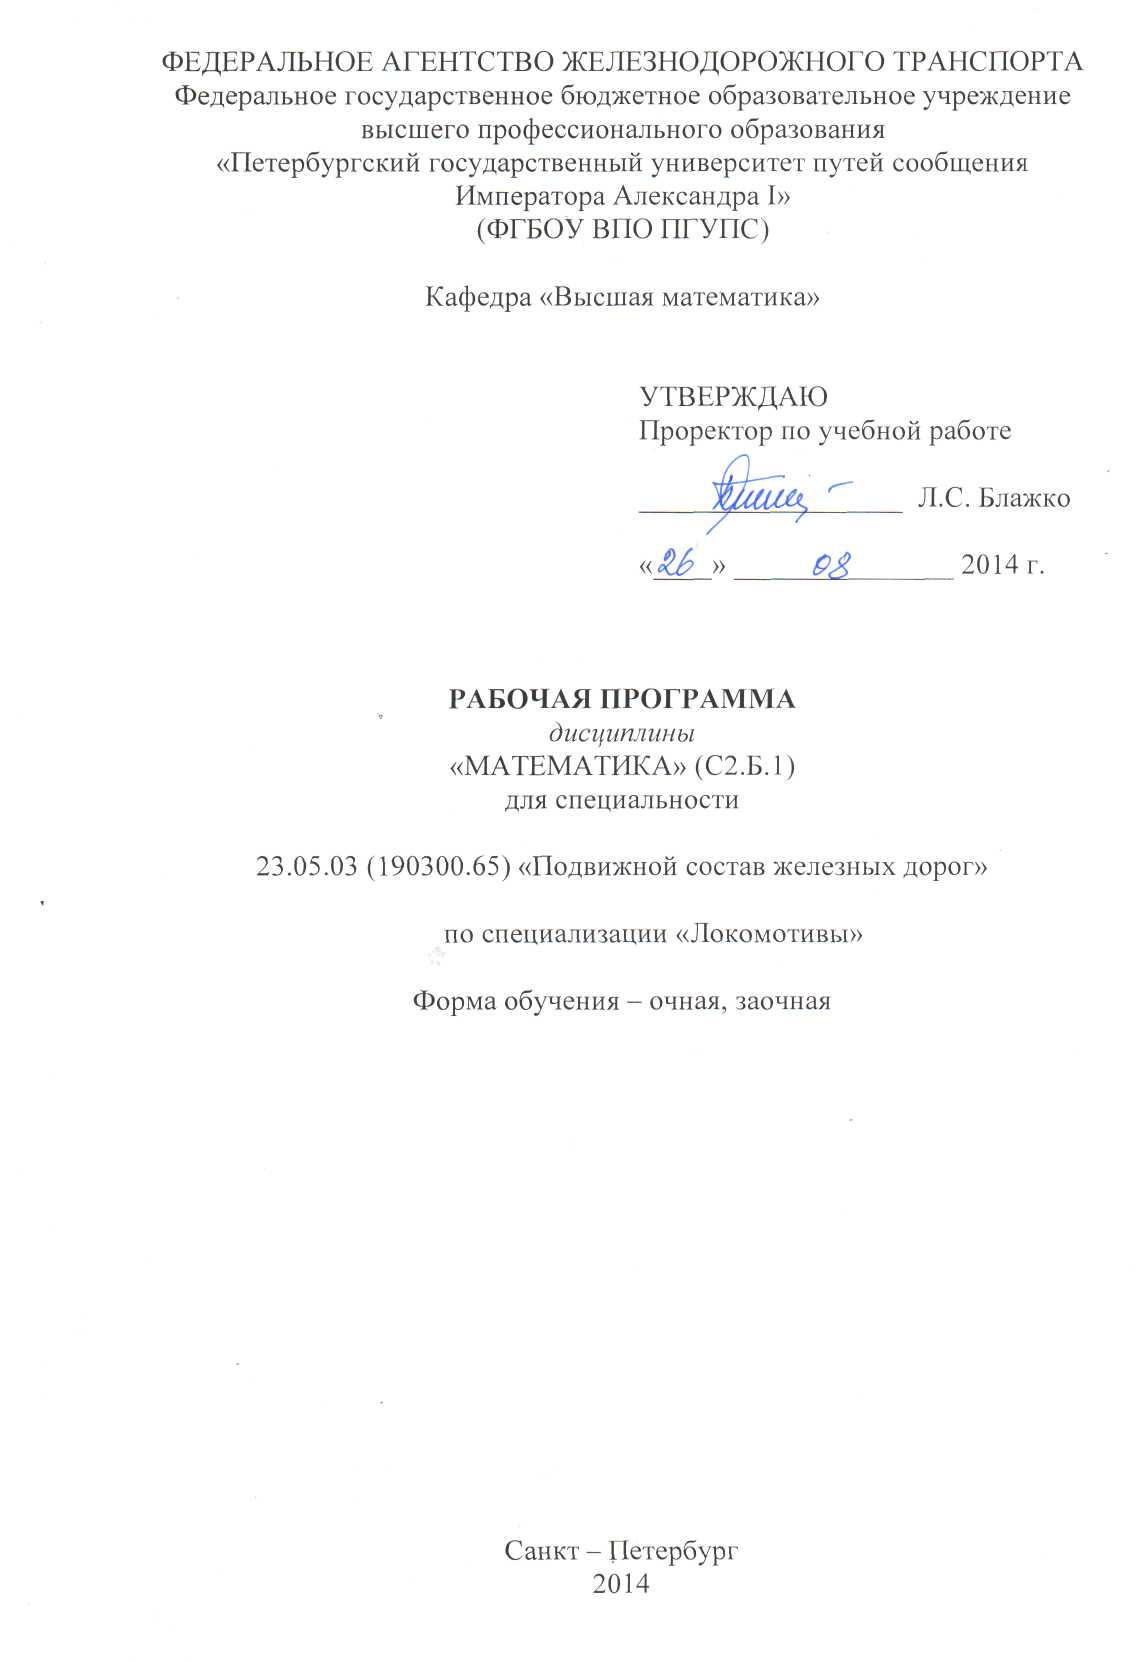 ФЕДЕРАЛЬНОЕ АГЕНТСТВО ЖЕЛЕЗНОДОРОЖНОГО ТРАНСПОРТА
Федеральное государственное бюджетное образовательное учреждение
высшего профессионального образования
«Петербургский государственный университет путей сообщения
Императора Александра I»
(ФГБОУ ВПО ПГУПС)
Кафедра «Высшая математика»
УТВЕРЖДАЮ
Проректор по учебной работе
Л.С. Блажко
«26» 08 2014 г.
РАБОЧАЯ ПРОГРАММА
дисциплины
«МАТЕМАТИКА» (С2.Б.1)
для специальности
23.05.03 (190300.65) «Подвижной состав железных дорог»
по специализации «Локомотивы»
Форма обучения – очная, заочная
Санкт – Петербург
2014